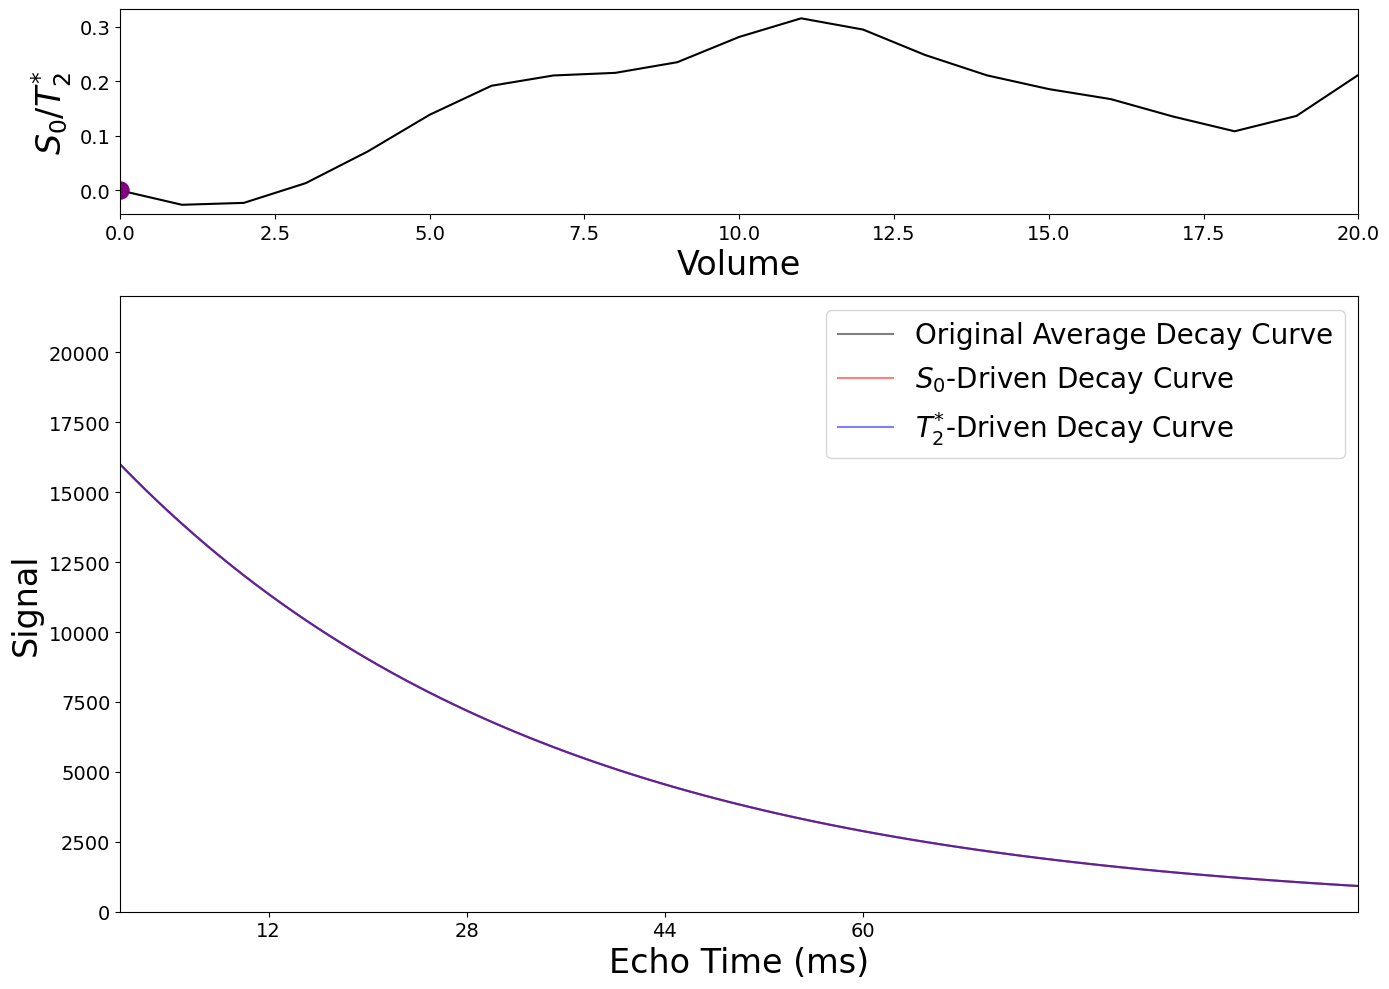 0.3
0.2
0.1
0.0
S₀/T₂*
0.0 2.5 5.0 7.5 10.0 12.5 15.0 17.5 20.0
Volume
Original Average Decay Curve
S₀-Driven Decay Curve
T₂*-Driven Decay Curve
20000
17500
15000
12500
10000
7500
5000
2500
0
Signal
12 28 44 60
Echo Time (ms)